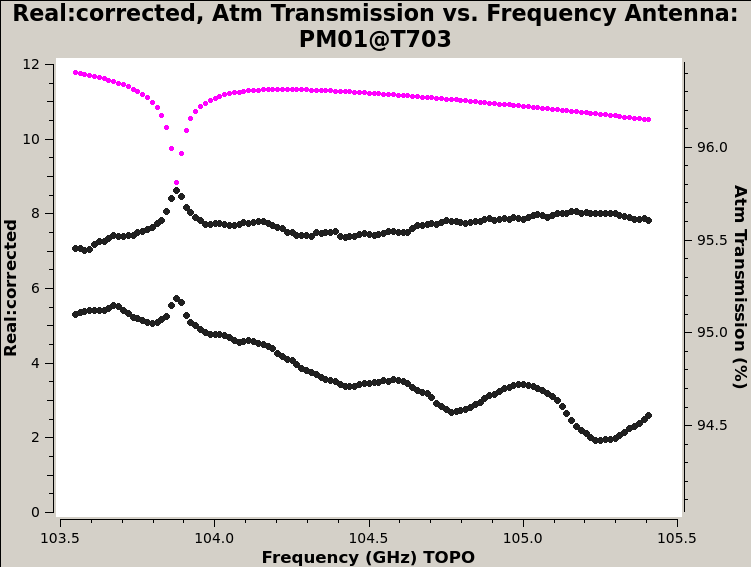 Real:corrected, Atm Transmission vs. Frequency Antenna:
PM01@T703
12
10
8
6
4
2
0
Real:corrected
96.0
95.5
95.0
94.5
Atm Transmission (%)
103.5 104.0 104.5 105.0 105.5
Frequency (GHz) TOPO